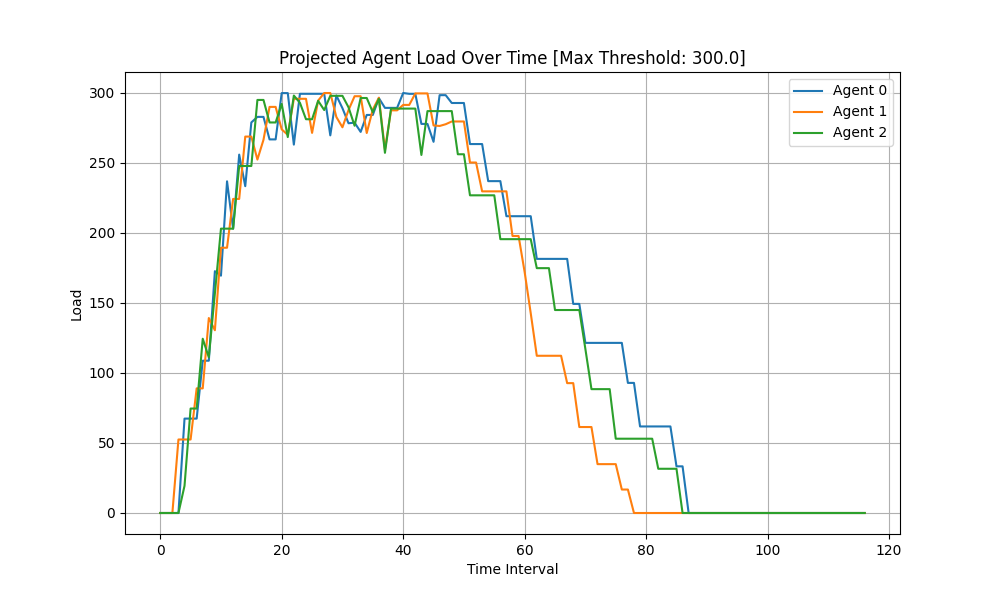 Projected Agent Load Over Time [Max Threshold: 300.0]
Agent 0
Agent 1
Agent 2
Load
300
250
200
150
100
50
0
0 20 40 60 80 100 120
Time Interval